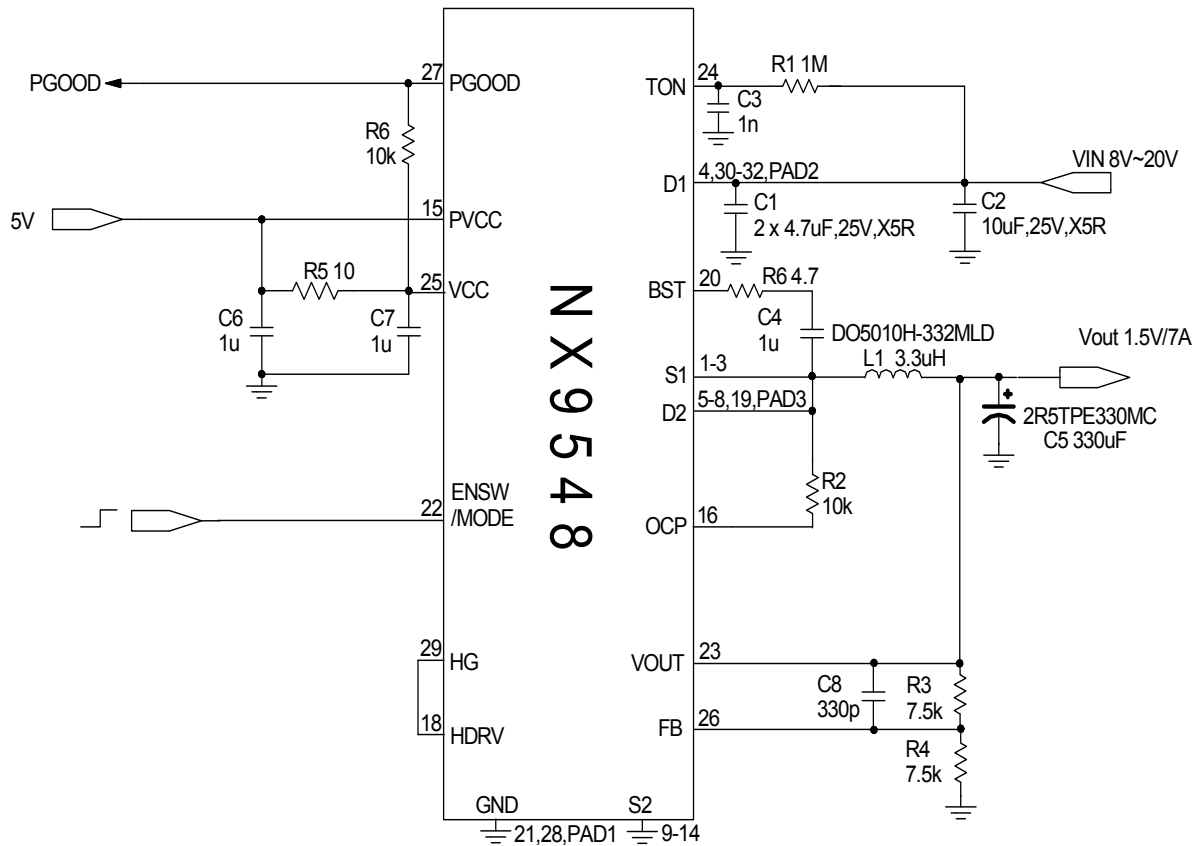 PGOOD
27
PGOOD
R6
10k
5V
15
PVCC
R5 10
25
VCC
C6
1u
C7
1u
22
ENSW
/MODE
29
HG
18
HDRV
GND
21,28,PAD1
S2
9-14
NX9548
TON
24
R1 1M
C3
1n
D1
4,30-32,PAD2
VIN 8V~20V
C1
2 x 4.7uF,25V,X5R
C2
10uF,25V,X5R
BST
20
R6 4.7
C4
1u
DO5010H-332MLD
L1 3.3uH
Vout 1.5V/7A
S1
1-3
D2
5-8,19,PAD3
+
2R5TPE330MC
C5 330uF
R2
10k
OCP
16
VOUT
23
C8
330p
R3
7.5k
FB
26
R4
7.5k